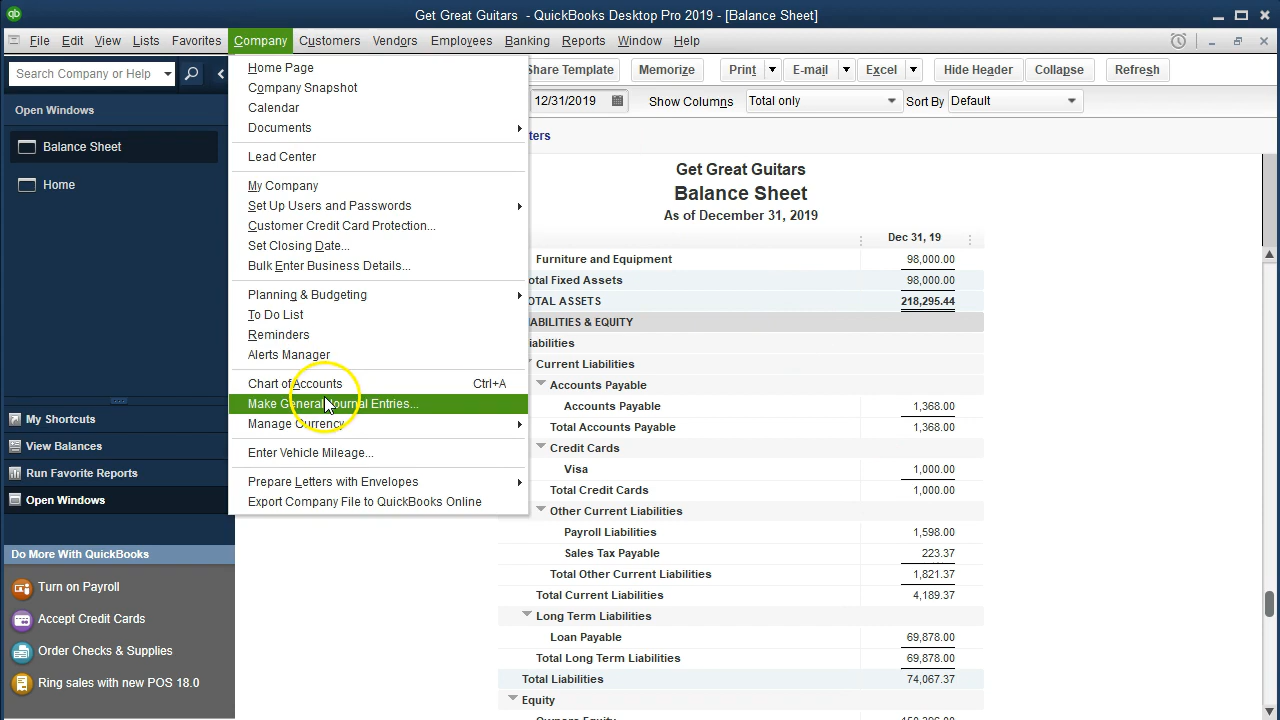 Get Great Guitars - QuickBooks Desktop Pro 2019 - [Balance Sheet]
File Edit View Lists Favorites Company Customers Vendors Employees Banking Reports Window Help
Search Company or Help
Share Template Memorize Print E-mail Excel Hide Header Collapse Refresh
12/31/2019 Show Columns Total only Sort By Default
Open Windows
Balance Sheet
Home
My Shortcuts
View Balances
Run Favorite Reports
Open Windows
Do More With QuickBooks
Turn on Payroll
Accept Credit Cards
Order Checks & Supplies
Ring sales with new POS 18.0
Home Page
Company Snapshot
Calendar
Documents
Lead Center
My Company
Set Up Users and Passwords
Customer Credit Card Protection...
Set Closing Date...
Bulk Enter Business Details...
Planning & Budgeting
To Do List
Reminders
Alerts Manager
Chart of Accounts Ctrl+A
Make General Journal Entries...
Manage Currency
Enter Vehicle Mileage...
Prepare Letters with Envelopes
Export Company File to QuickBooks Online
ters
Get Great Guitars
Balance Sheet
As of December 31, 2019
Dec 31, 19
Furniture and Equipment 98,000.00
otal Fixed Assets 98,000.00
OTAL ASSETS 218,295.44
ABILITIES & EQUITY
iabilities
Current Liabilities
Accounts Payable
Accounts Payable 1,368.00
Total Accounts Payable 1,368.00
Credit Cards
Visa 1,000.00
Total Credit Cards 1,000.00
Other Current Liabilities
Payroll Liabilities 1,598.00
Sales Tax Payable 223.37
Total Other Current Liabilities 1,821.37
Total Current Liabilities 4,189.37
Long Term Liabilities
Loan Payable 69,878.00
Total Long Term Liabilities 69,878.00
Total Liabilities 74,067.37
Equity